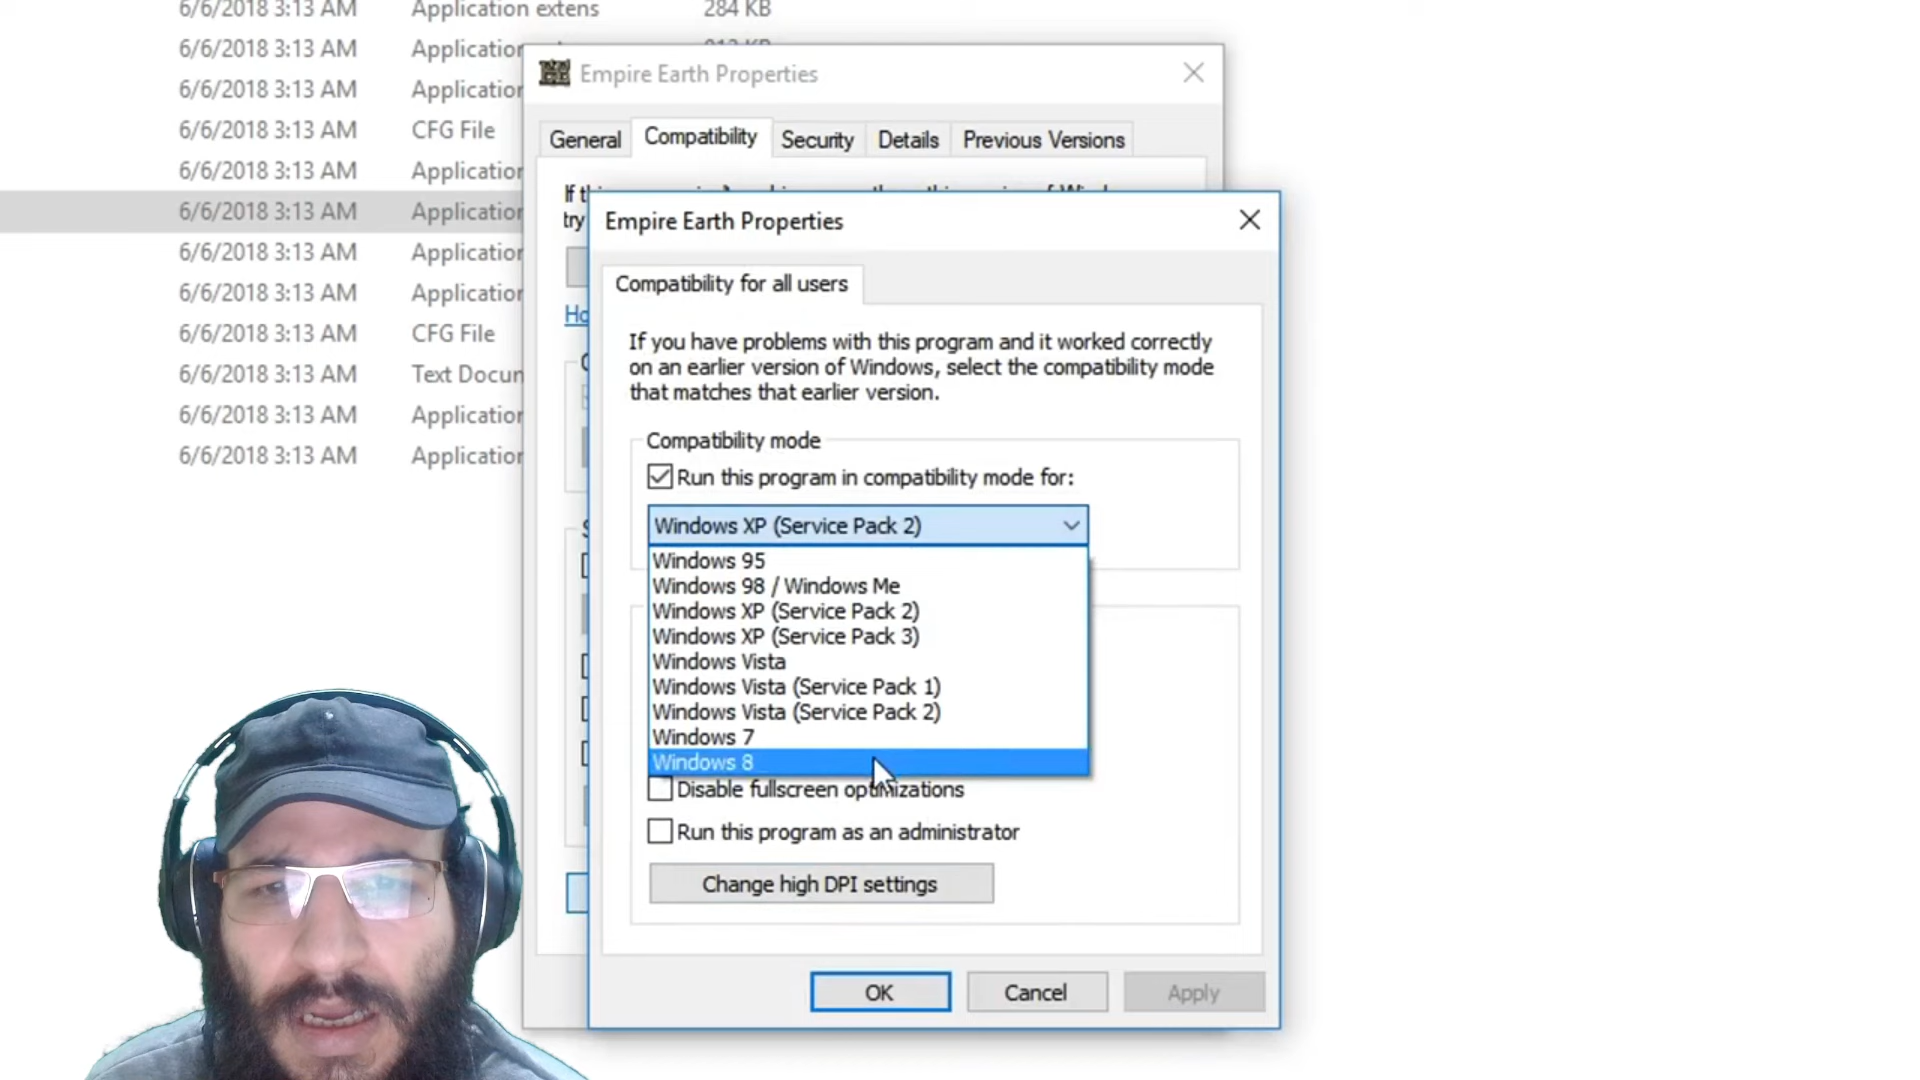 6/6/2018 3:13 AM Application extens 284 KB
6/6/2018 3:13 AM Application
Empire Earth Properties
6/6/2018 3:13 AM Application
6/6/2018 3:13 AM CFG File
General Compatibility Security Details Previous Versions
6/6/2018 3:13 AM Application
If
6/6/2018 3:13 AM Application
try
Empire Earth Properties
6/6/2018 3:13 AM Application
Compatibility for all users
6/6/2018 3:13 AM Application
6/6/2018 3:13 AM CFG File
If you have problems with this program and it worked correctly
on an earlier version of Windows, select the compatibility mode
that matches that earlier version.
6/6/2018 3:13 AM Text Docun
6/6/2018 3:13 AM Application
Compatibility mode
6/6/2018 3:13 AM Application
Run this program in compatibility mode for:
Windows XP (Service Pack 2)
Windows 95
Windows 98 / Windows Me
Windows XP (Service Pack 2)
Windows XP (Service Pack 3)
Windows Vista
Windows Vista (Service Pack 1)
Windows Vista (Service Pack 2)
Windows 7
Windows 8
Disable fullscreen optimizations
Run this program as an administrator
Change high DPI settings
OK Cancel Apply